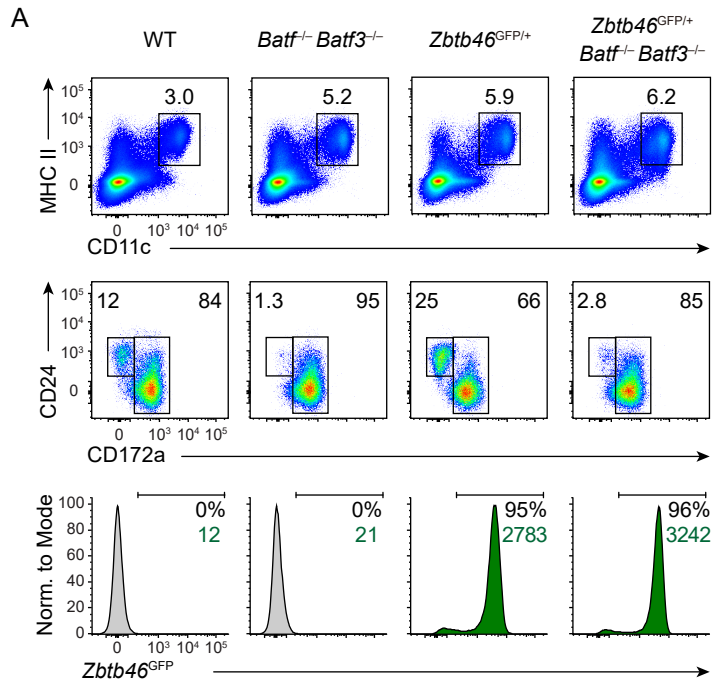 A
WT
Batf–/– Batf3–/–
Zbtb46GFP/+
Zbtb46GFP/+
Batf–/– Batf3–/–
MHC II
10⁵
10⁴
10³
0
3.0
5.2
5.9
6.2
0 10³ 10⁴ 10⁵
CD11c
CD24
10⁵
10⁴
10³
0
12 84
1.3 95
25 66
2.8 85
0 10³ 10⁴ 10⁵
CD172a
Norm. to Mode
100
80
60
40
20
0
0%
12
0%
21
95%
2783
96%
3242
0 10³ 10⁴ 10⁵
Zbtb46GFP